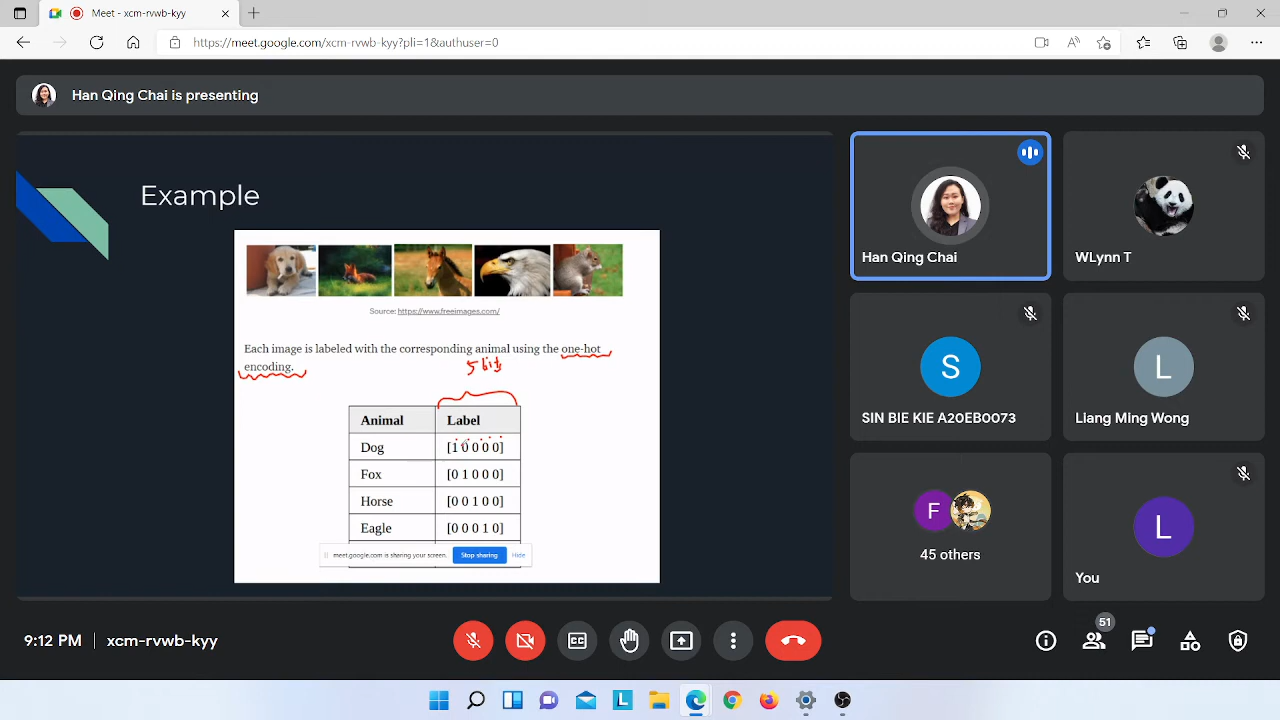 Meet - xcm-rvwb-kyy
https://meet.google.com/xcm-rvwb-kyy?pli=1&authuser=0
Han Qing Chai is presenting
Example
Source: https://www.freeimages.com/
Each image is labeled with the corresponding animal using the one-hot
encoding.
5 bits
Animal Label
Dog [1 0 0 0 0]
Fox [0 1 0 0 0]
Horse [0 0 1 0 0]
Eagle [0 0 0 1 0]
meet.google.com is sharing your screen. Stop sharing Hide
Han Qing Chai
WLynn T
S
SIN BIE KIE A20EB0073
L
Liang Ming Wong
F
45 others
L
You
9:12 PM | xcm-rvwb-kyy
CC
51
L